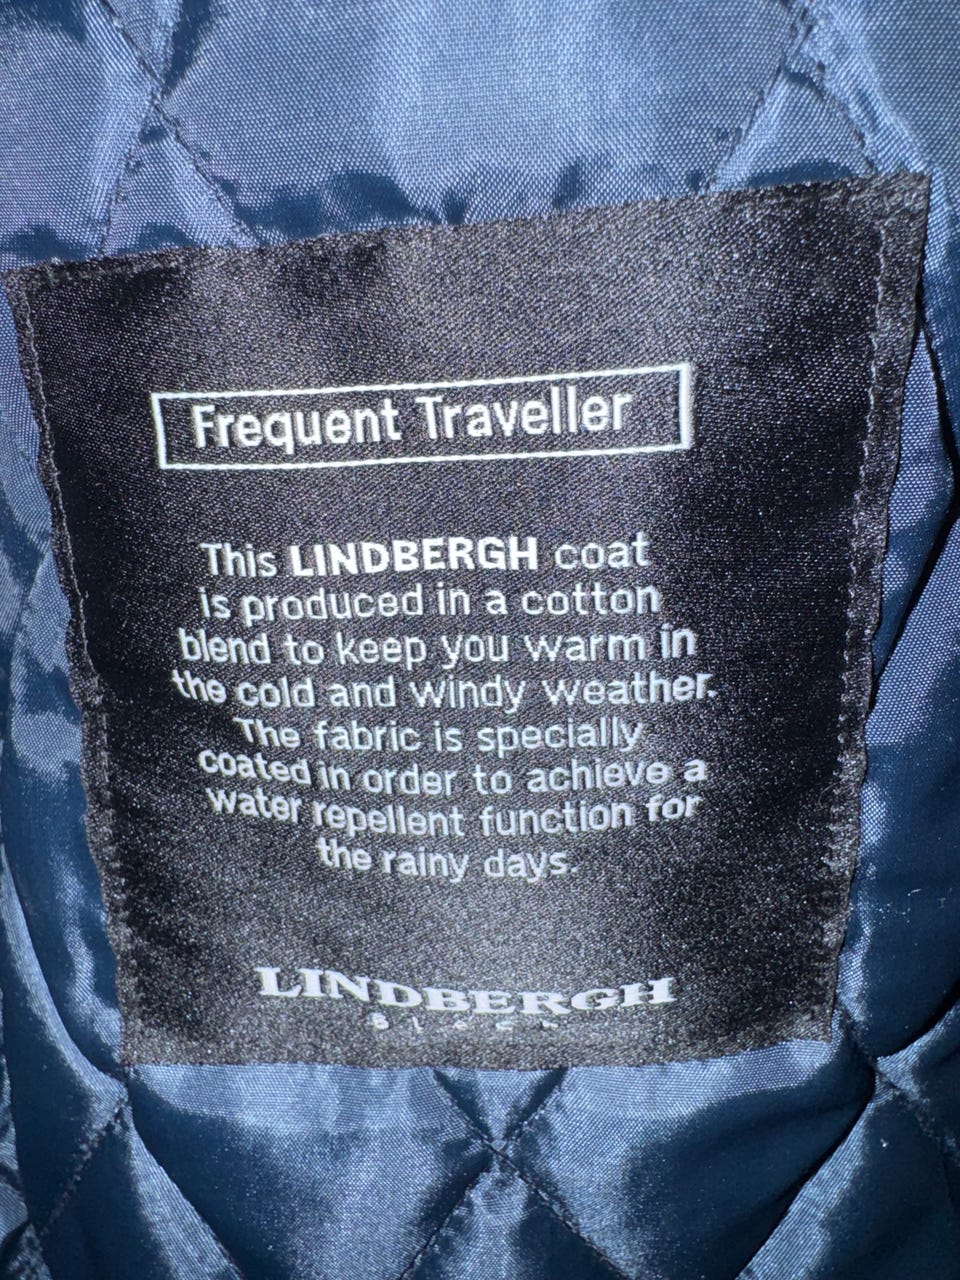 Frequent Traveller
This LINDBERGH coat
is produced in a cotton
blend to keep you warm in
the cold and windy weather.
The fabric is specially
coated in order to achieve a
water repellent function for
the rainy days.
LINDBERGH
BLACK